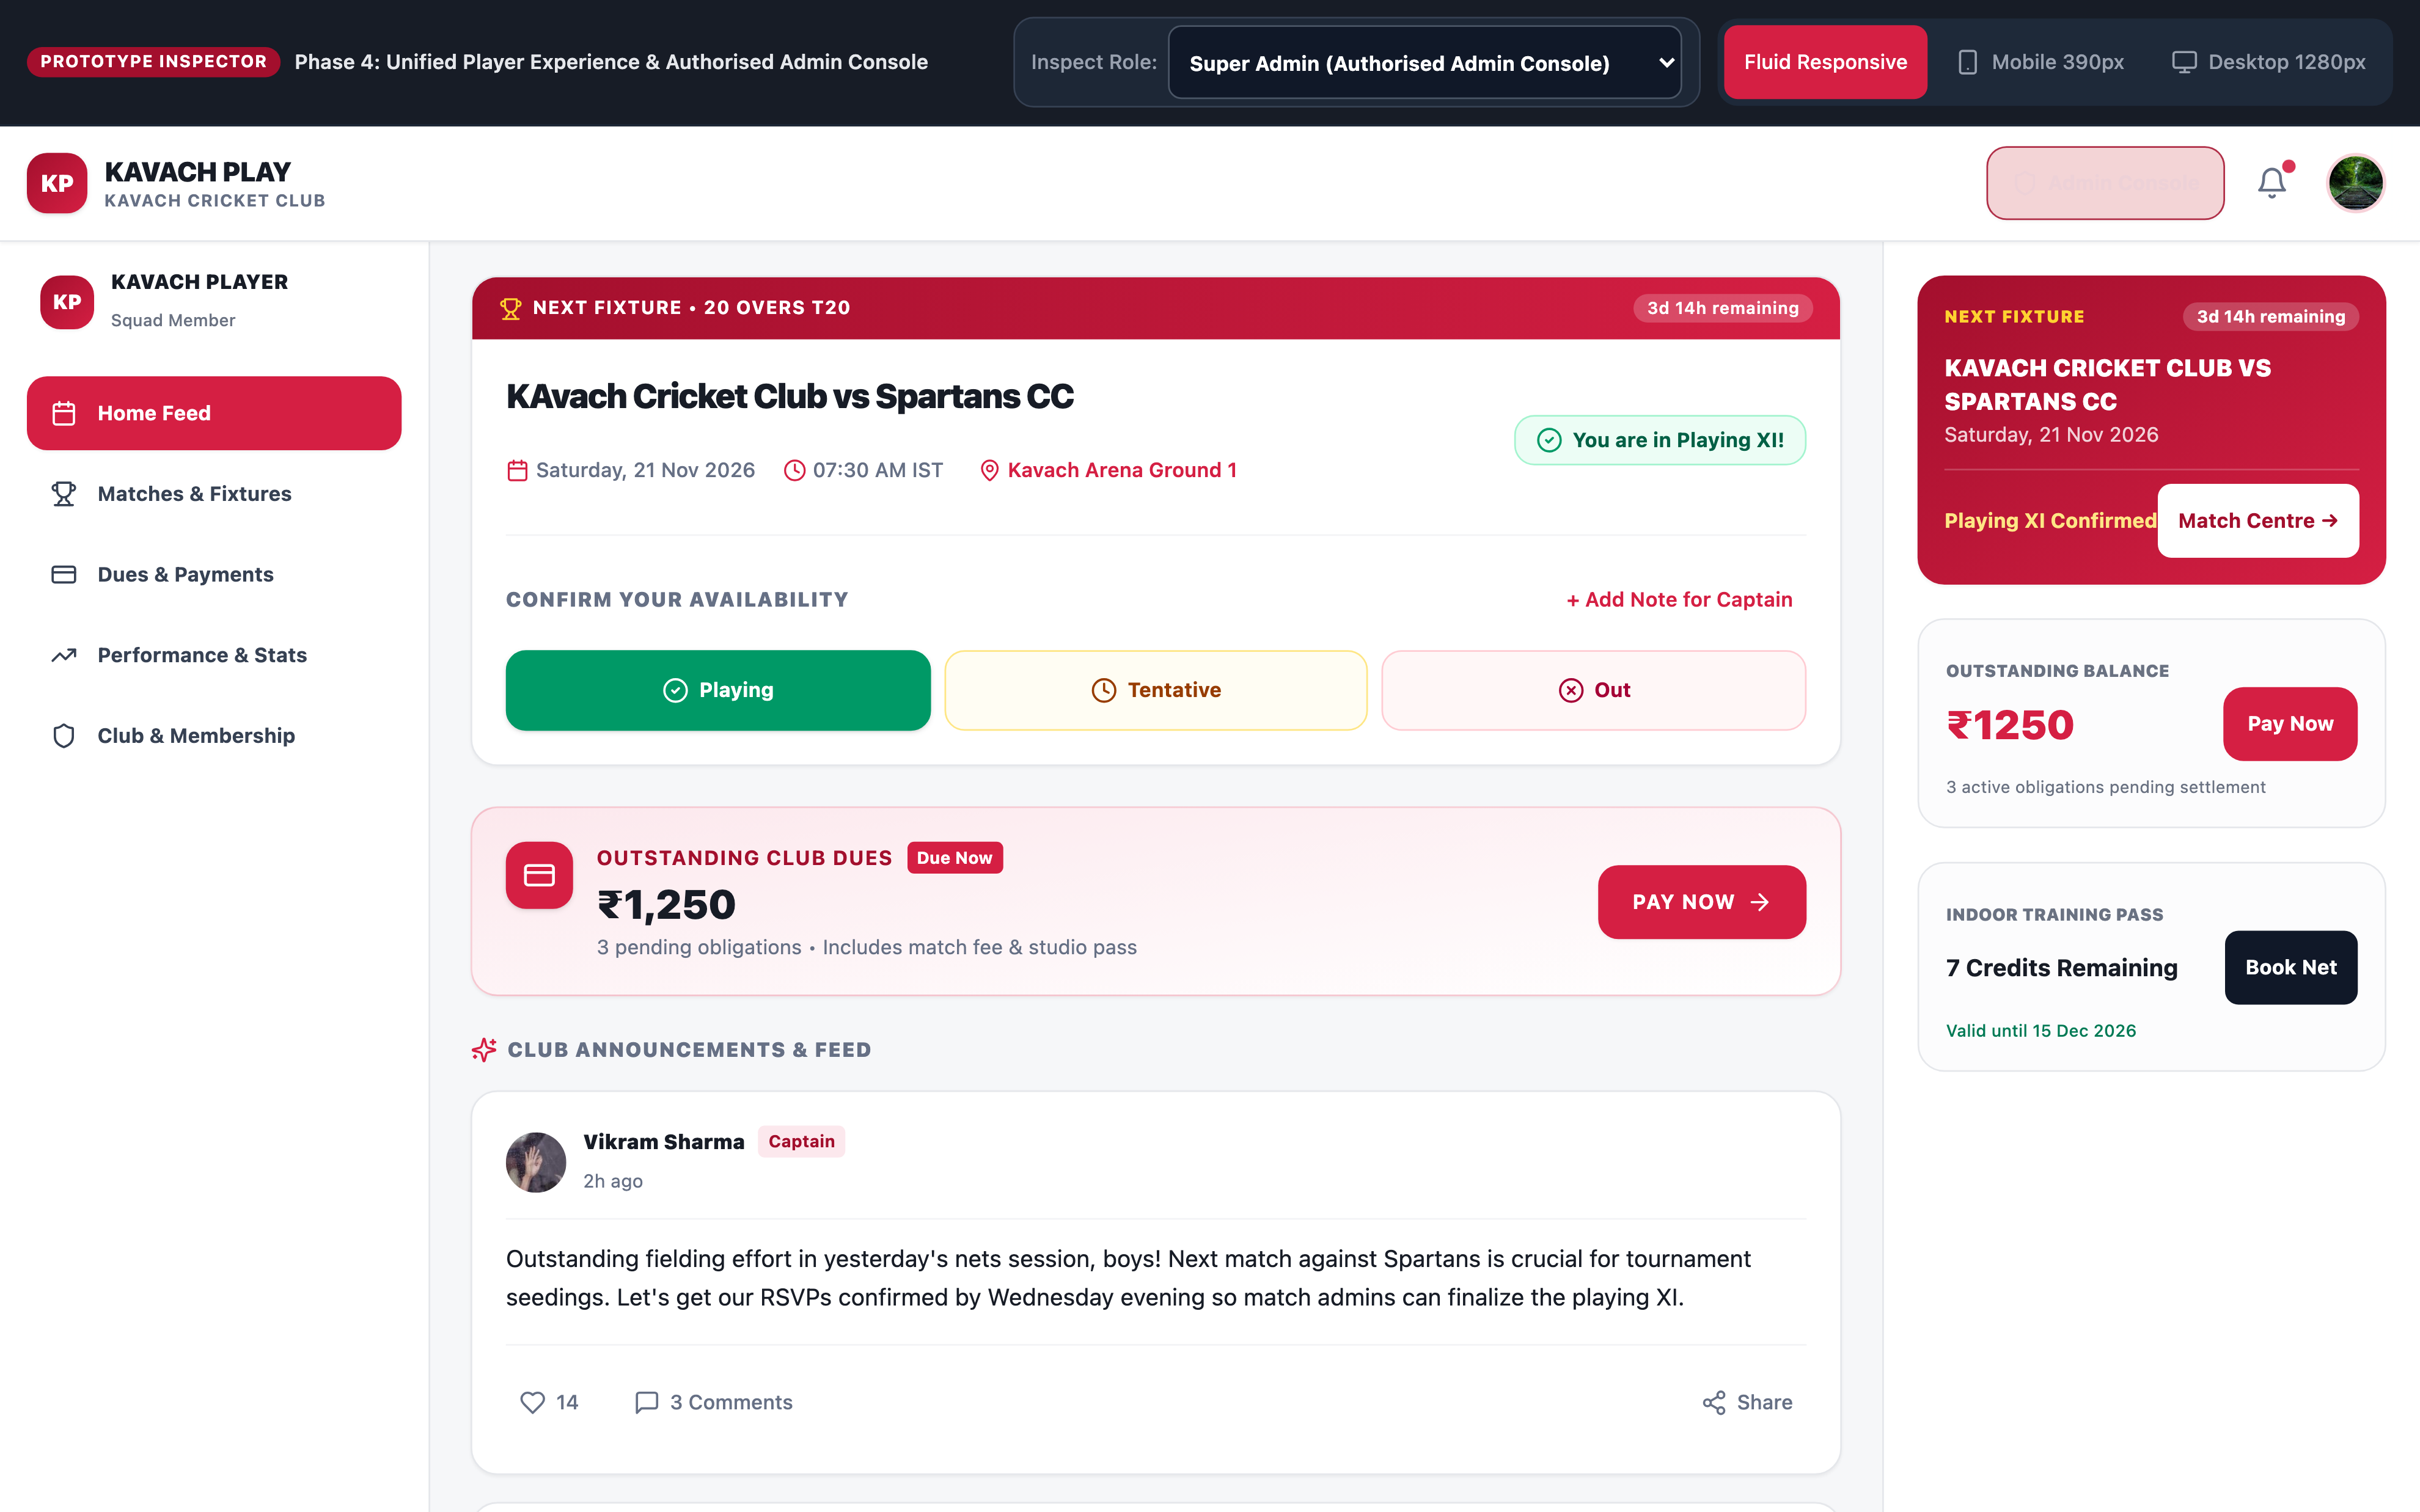 PROTOTYPE INSPECTOR
Phase 4: Unified Player Experience & Authorised Admin Console
Inspect Role:
Super Admin (Authorised Admin Console)
Fluid Responsive
Mobile 390px
Desktop 1280px
KP
KAVACH PLAY
KAVACH CRICKET CLUB
Admin Console
KP
KAVACH PLAYER
Squad Member
Home Feed
Matches & Fixtures
Dues & Payments
Performance & Stats
Club & Membership
NEXT FIXTURE • 20 OVERS T20
3d 14h remaining
KAvach Cricket Club vs Spartans CC
Saturday, 21 Nov 2026
07:30 AM IST
Kavach Arena Ground 1
You are in Playing XI!
CONFIRM YOUR AVAILABILITY
+ Add Note for Captain
Playing
Tentative
Out
OUTSTANDING CLUB DUES
Due Now
₹1,250
3 pending obligations • Includes match fee & studio pass
PAY NOW →
CLUB ANNOUNCEMENTS & FEED
Vikram Sharma
Captain
2h ago
Outstanding fielding effort in yesterday's nets session, boys! Next match against Spartans is crucial for tournament
seedings. Let's get our RSVPs confirmed by Wednesday evening so match admins can finalize the playing XI.
14
3 Comments
Share
NEXT FIXTURE
3d 14h remaining
KAVACH CRICKET CLUB VS
SPARTANS CC
Saturday, 21 Nov 2026
Playing XI Confirmed
Match Centre →
OUTSTANDING BALANCE
₹1250
Pay Now
3 active obligations pending settlement
INDOOR TRAINING PASS
7 Credits Remaining
Book Net
Valid until 15 Dec 2026